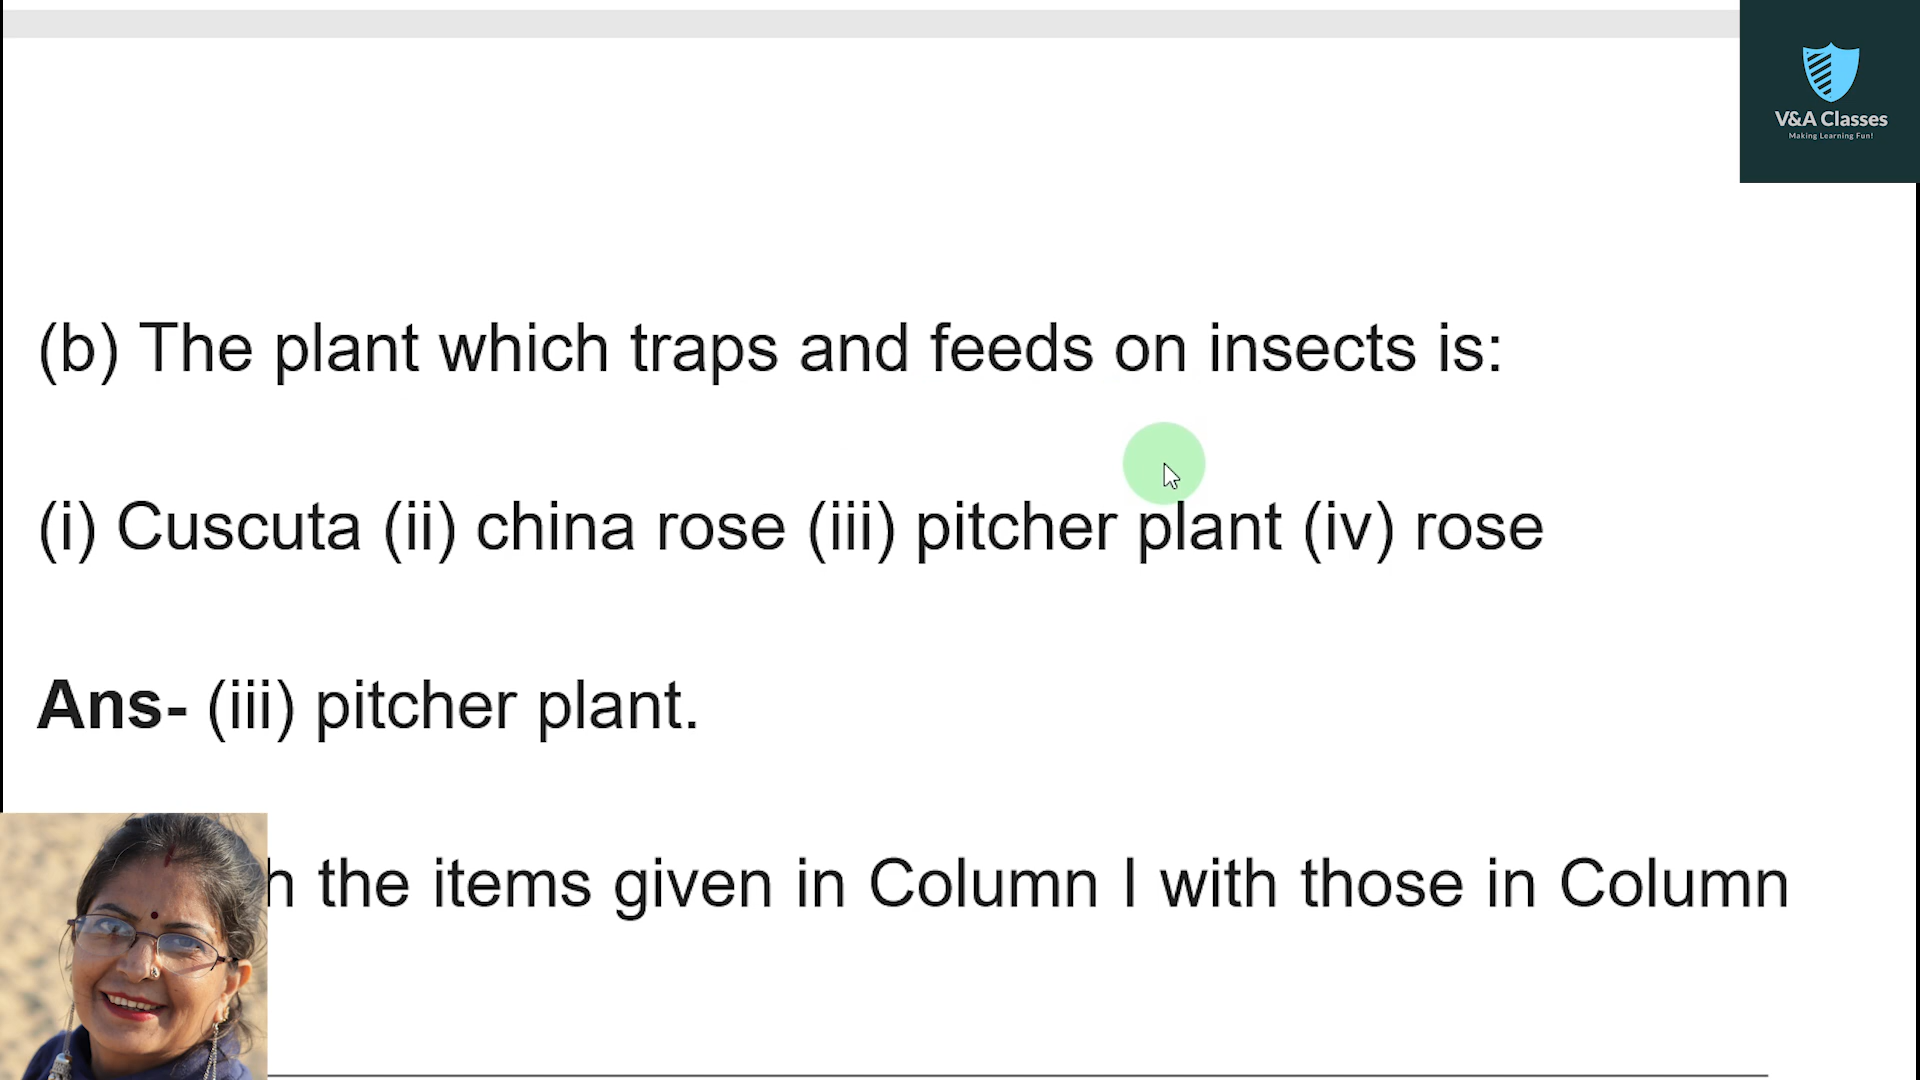 V&A Classes
Making Learning Fun!
(b) The plant which traps and feeds on insects is:
(i) Cuscuta (ii) china rose (iii) pitcher plant (iv) rose
Ans- (iii) pitcher plant.
h the items given in Column I with those in Column